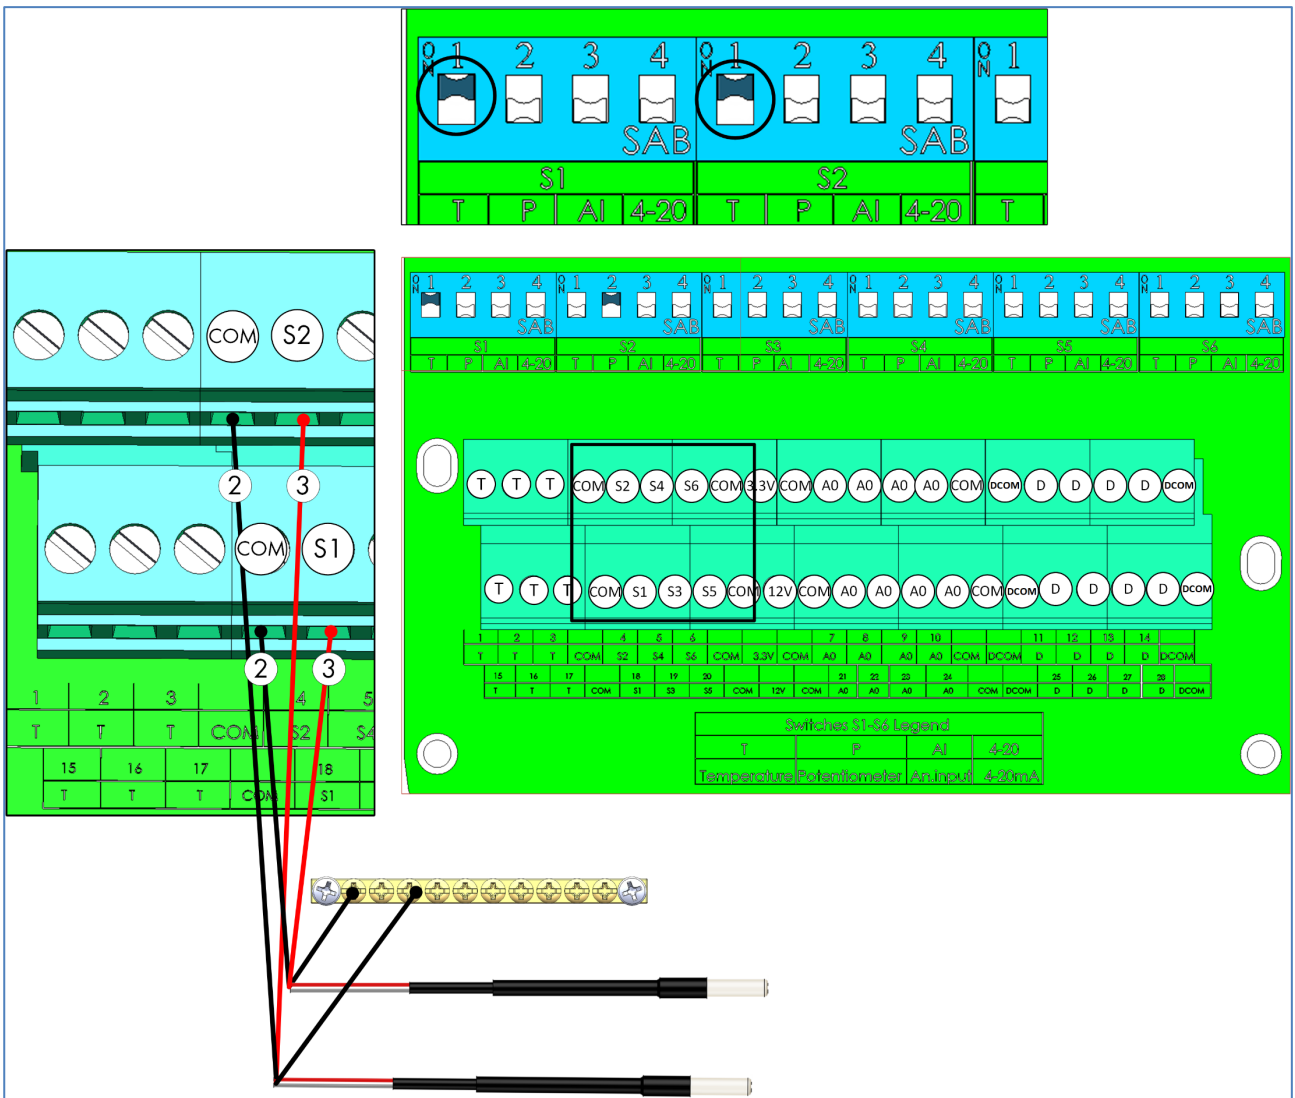 ON 1 2 3 4 ON 1 2 3 4 ON 1
SAB SAB
S1 S2
T P AI 4-20 T P AI 4-20 T
ON 1 2 3 4 ON 1 2 3 4 ON 1 2 3 4 ON 1 2 3 4 ON 1 2 3 4 ON 1 2 3 4
SAB SAB SAB SAB SAB SAB
S1 S2 S3 S4 S5 S6
T P AI 4-20 T P AI 4-20 T P AI 4-20 T P AI 4-20 T P AI 4-20 T P AI 4-20
COM S2
2 3
COM S1
2 3
1 2 3 4 5
T T T COM S2 S4
15 16 17 18
T T T COM S1
T T T COM S2 S4 S6 COM 3.3V COM A0 A0 A0 A0 COM DCOM D D D D DCOM
T T T COM S1 S3 S5 COM 12V COM A0 A0 A0 A0 COM DCOM D D D D DCOM
1 2 3 4 5 6 7 8 9 10 11 12 13 14
T T T COM S2 S4 S6 COM 3.3V COM A0 A0 A0 A0 COM DCOM D D D D DCOM
15 16 17 18 19 20 21 22 23 24 25 26 27 28
T T T COM S1 S3 S5 COM 12V COM A0 A0 A0 A0 COM DCOM D D D D DCOM
Switches S1-S6 Legend
T P AI 4-20
Temperature Potentiometer An.input 4-20mA